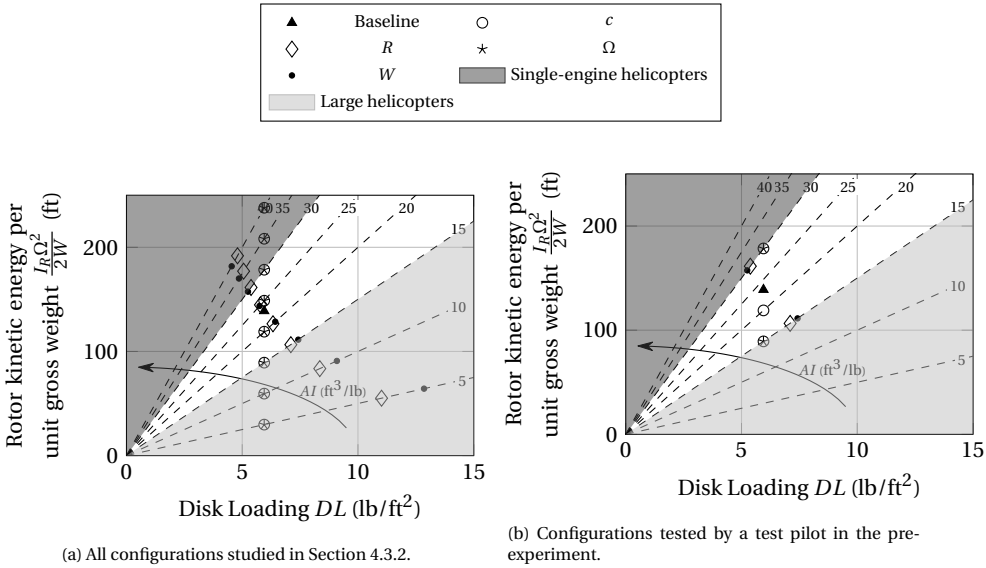 Baseline c
R Ω
W Single-engine helicopters
Large helicopters
Rotor kinetic energy per
unit gross weight I_RΩ²/2W (ft)
200
100
0
0 5 10 15
40 35 30 25 20
15
10
5
AI (ft³/lb)
Disk Loading DL (lb/ft²)
(a) All configurations studied in Section 4.3.2.
Rotor kinetic energy per
unit gross weight I_RΩ²/2W (ft)
200
100
0
0 5 10 15
40 35 30 25 20
15
10
5
AI (ft³/lb)
Disk Loading DL (lb/ft²)
(b) Configurations tested by a test pilot in the pre-
experiment.